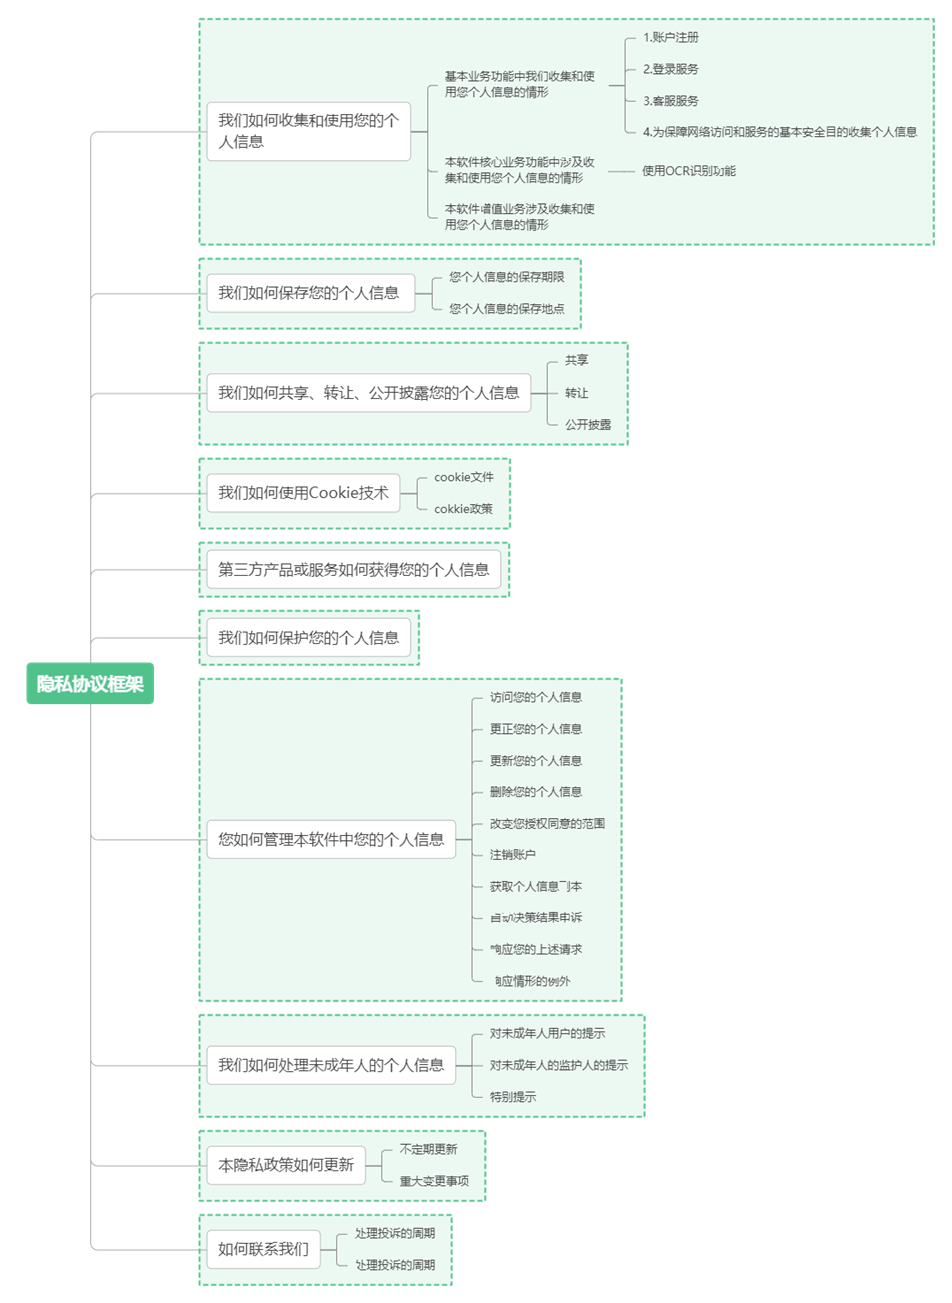 隐私协议框架
我们如何收集和使用您的个
人信息
基本业务功能中我们收集和使
用您个人信息的情形
1.账户注册
2.登录服务
3.客服服务
4.为保障网络访问和服务的基本安全目的收集个人信息
本软件核心业务功能中涉及收
集和使用您个人信息的情形
使用OCR识别功能
本软件增值业务涉及收集和使
用您个人信息的情形
我们如何保存您的个人信息
您个人信息的保存期限
您个人信息的保存地点
我们如何共享、转让、公开披露您的个人信息
共享
转让
公开披露
我们如何使用Cookie技术
cookie文件
cokkie政策
第三方产品或服务如何获得您的个人信息
我们如何保护您的个人信息
您如何管理本软件中您的个人信息
访问您的个人信息
更正您的个人信息
更新您的个人信息
删除您的个人信息
改变您授权同意的范围
注销账户
获取个人信息副本
自动决策结果申诉
响应您的上述请求
响应情形的例外
我们如何处理未成年人的个人信息
对未成年人用户的提示
对未成年人的监护人的提示
特别提示
本隐私政策如何更新
不定期更新
重大变更事项
如何联系我们
处理投诉的周期
处理投诉的周期